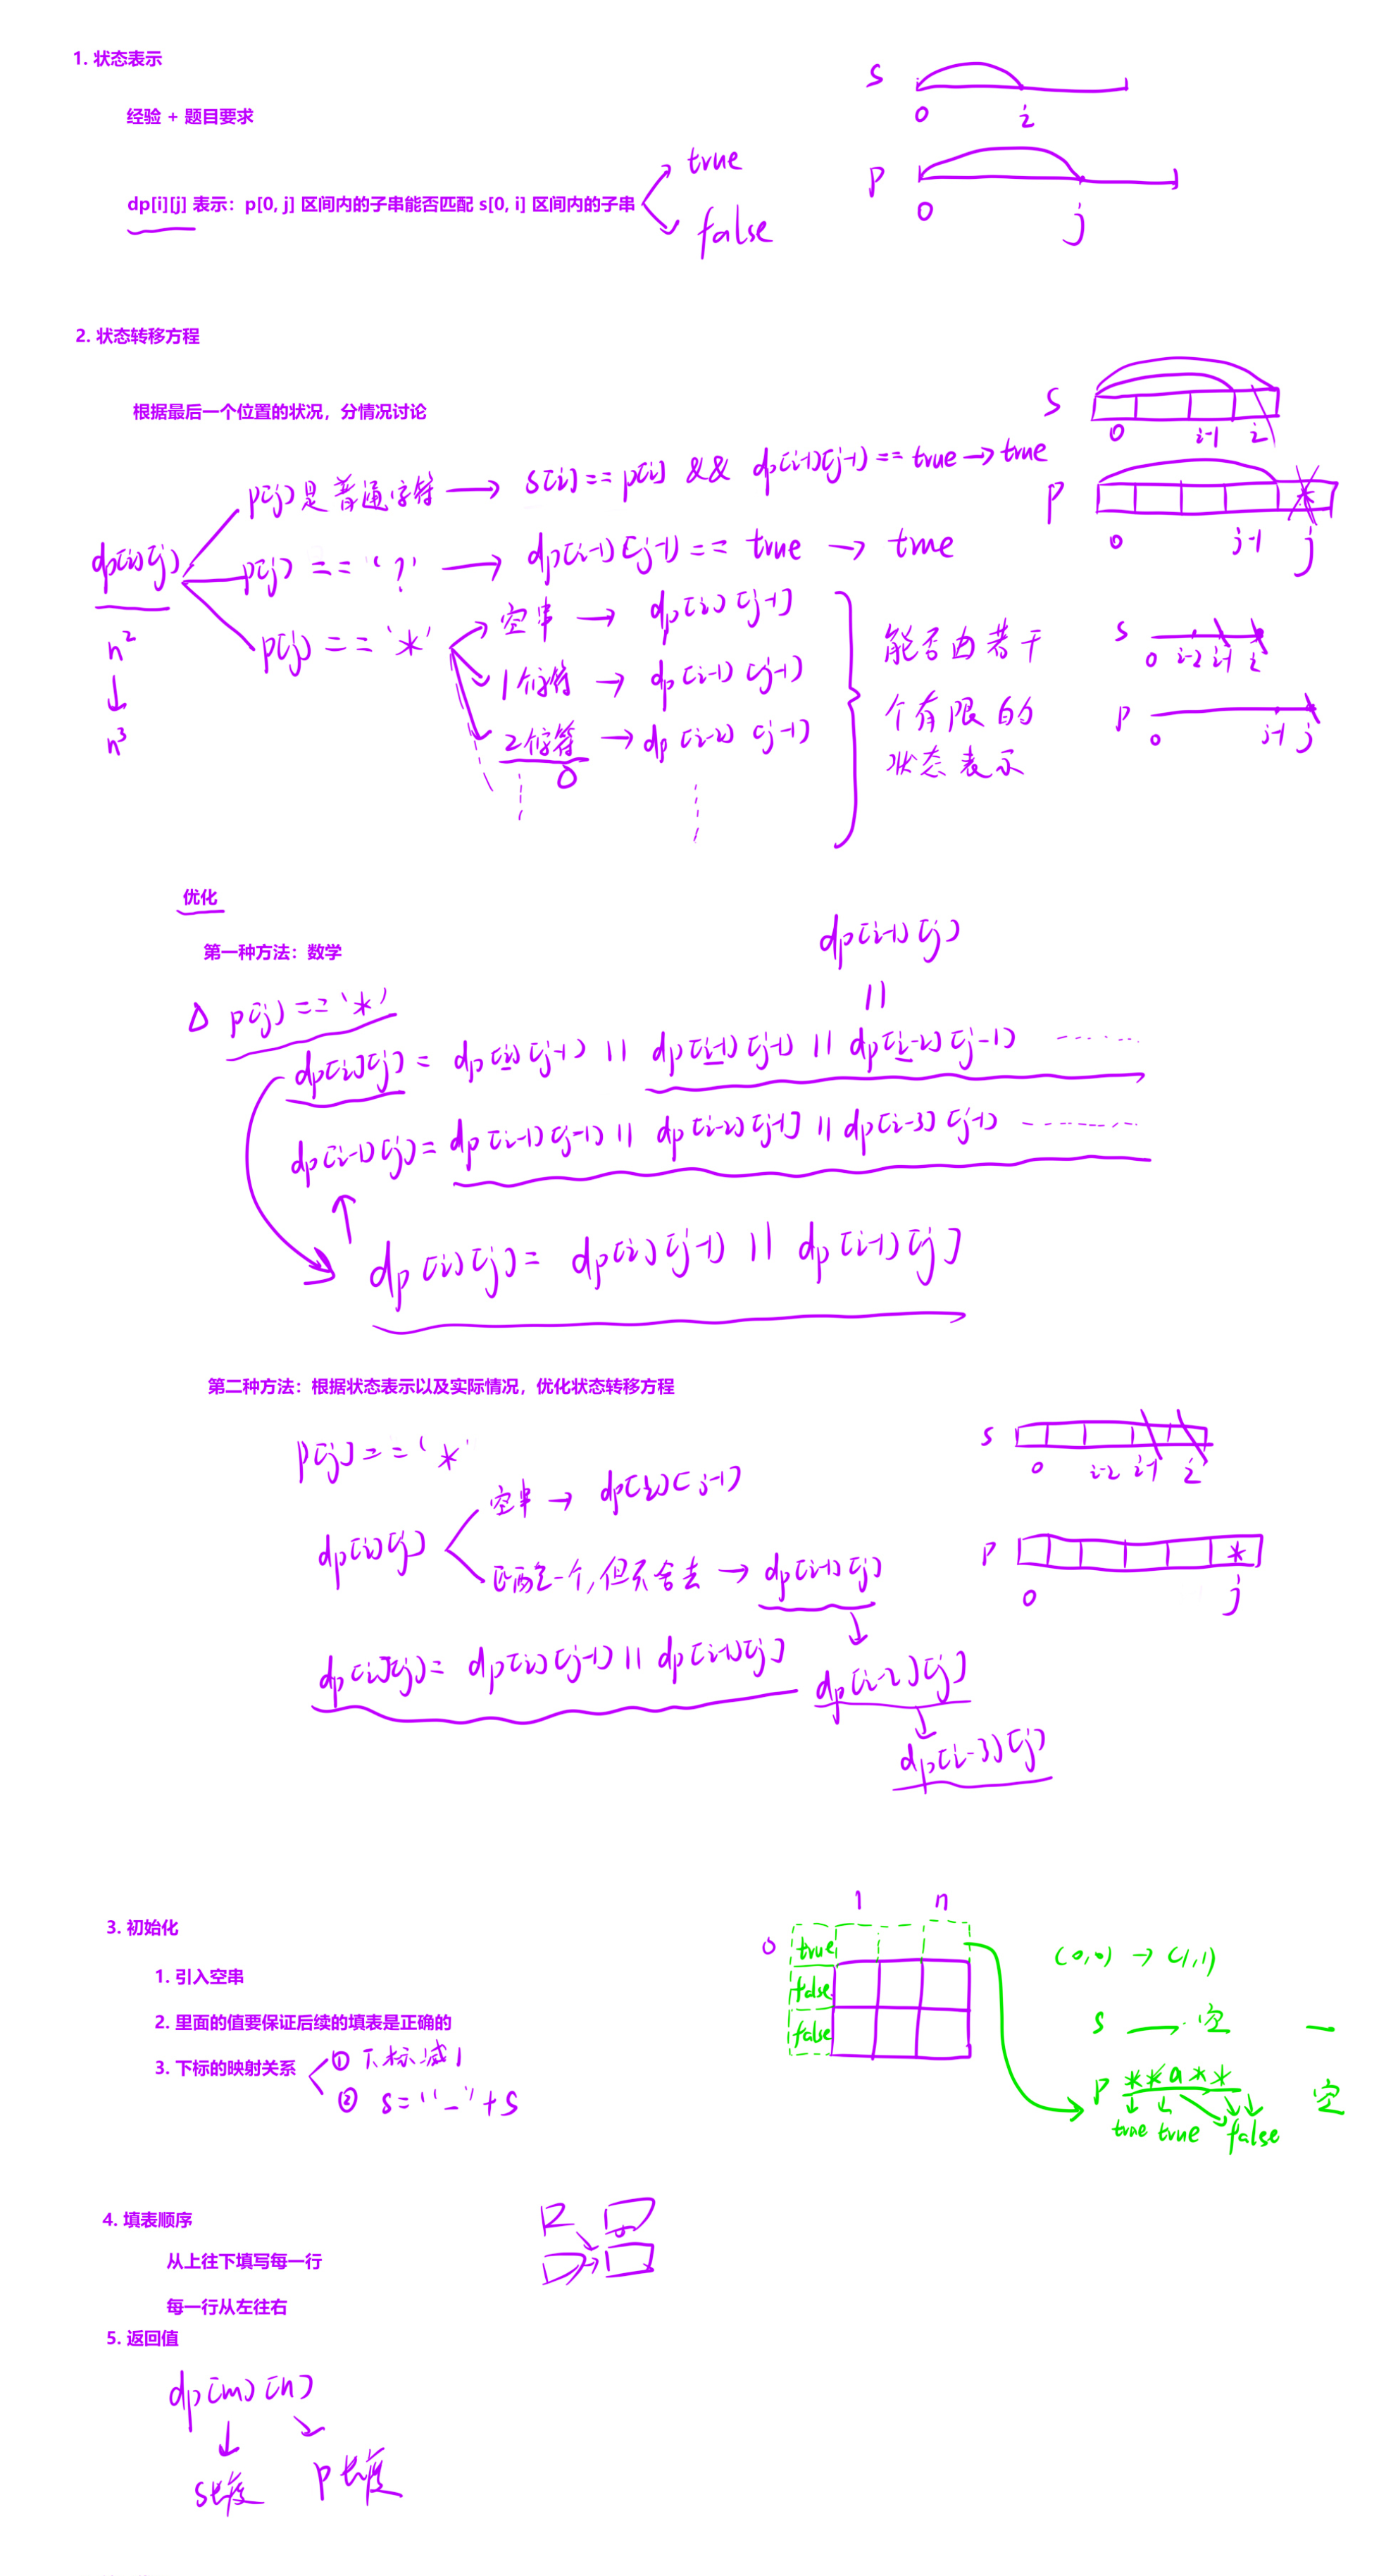 1. 状态表示
s
0 i
经验 + 题目要求
p
0 j
true
dp[i][j] 表示：p[0, j] 区间内的子串能否匹配 s[0, i] 区间内的子串
false
2. 状态转移方程
根据最后一个位置的状况，分情况讨论
s
0 i-1 i
p *
0 j-1 j
dp[i][j]
n²
↓
n³
p[j]是普通字符 → s[i] == p[i] && dp[i-1][j-1] == true → true
p[j] == '?' → dp[i-1][j-1] == true → true
p[j] == '*'
空串 → dp[i][j-1]
1个字符 → dp[i-1][j-1]
2个字符 → dp[i-2][j-1]
能否由若干
个有限的
状态表示
s
0 i-2 i-1 i
p
0 j-1 j
优化
第一种方法：数学
dp[i-1][j]
||
△ p[j] == '*'
dp[i][j] = dp[i][j-1] || dp[i-1][j-1] || dp[i-2][j-1] ......
dp[i-1][j] = dp[i-1][j-1] || dp[i-2][j-1] || dp[i-3][j-1] ......
dp[i][j] = dp[i][j-1] || dp[i-1][j]
第二种方法：根据状态表示以及实际情况，优化状态转移方程
p[j] == '*'
s
0 i-2 i-1 i
p *
0 j
dp[i][j]
空串 → dp[i][j-1]
匹配一个，但不舍去 → dp[i-1][j]
dp[i][j] = dp[i][j-1] || dp[i-1][j]
dp[i-2][j]
dp[i-3][j]
3. 初始化
1. 引入空串
2. 里面的值要保证后续的填表是正确的
3. 下标的映射关系
① 下标减1
② s = "_" + s
1 n
0 true
false
false
(0,0) → (1,1)
s — 空 —
p **a** 空
true true false
4. 填表顺序
从上往下填写每一行
每一行从左往右
5. 返回值
dp[m][n]
s长度 p长度